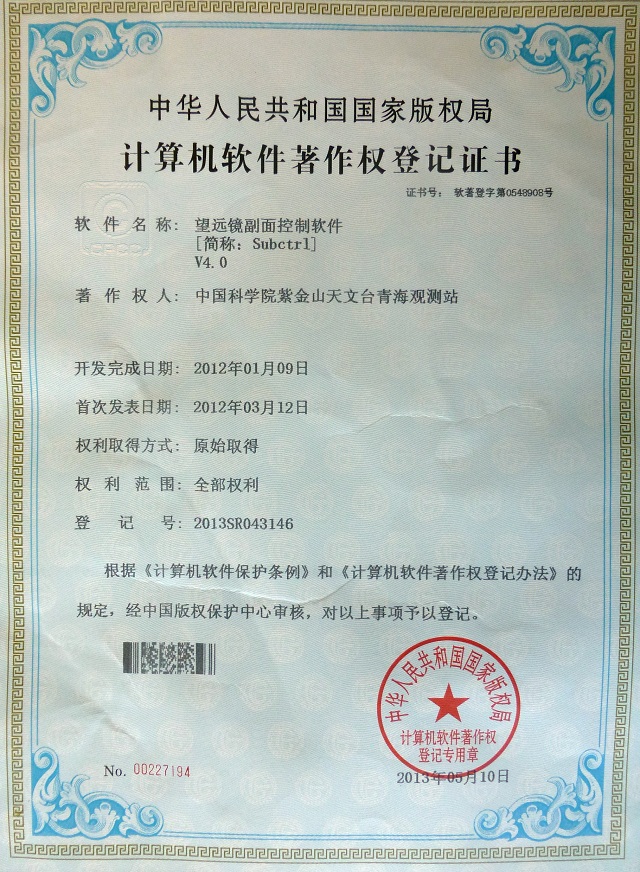 中华人民共和国国家版权局
计算机软件著作权登记证书
证书号： 软著登字第0548908号
软件名称： 望远镜副面控制软件
[简称：Subctrl]
V4.0
著作权人： 中国科学院紫金山天文台青海观测站
开发完成日期： 2012年01月09日
首次发表日期： 2012年03月12日
权利取得方式： 原始取得
权利范围： 全部权利
登记号： 2013SR043146
根据《计算机软件保护条例》和《计算机软件著作权登记办法》的
规定，经中国版权保护中心审核，对以上事项予以登记。
中华人民共和国国家版权局
计算机软件著作权
登记专用章
No. 00227194
2013年05月10日